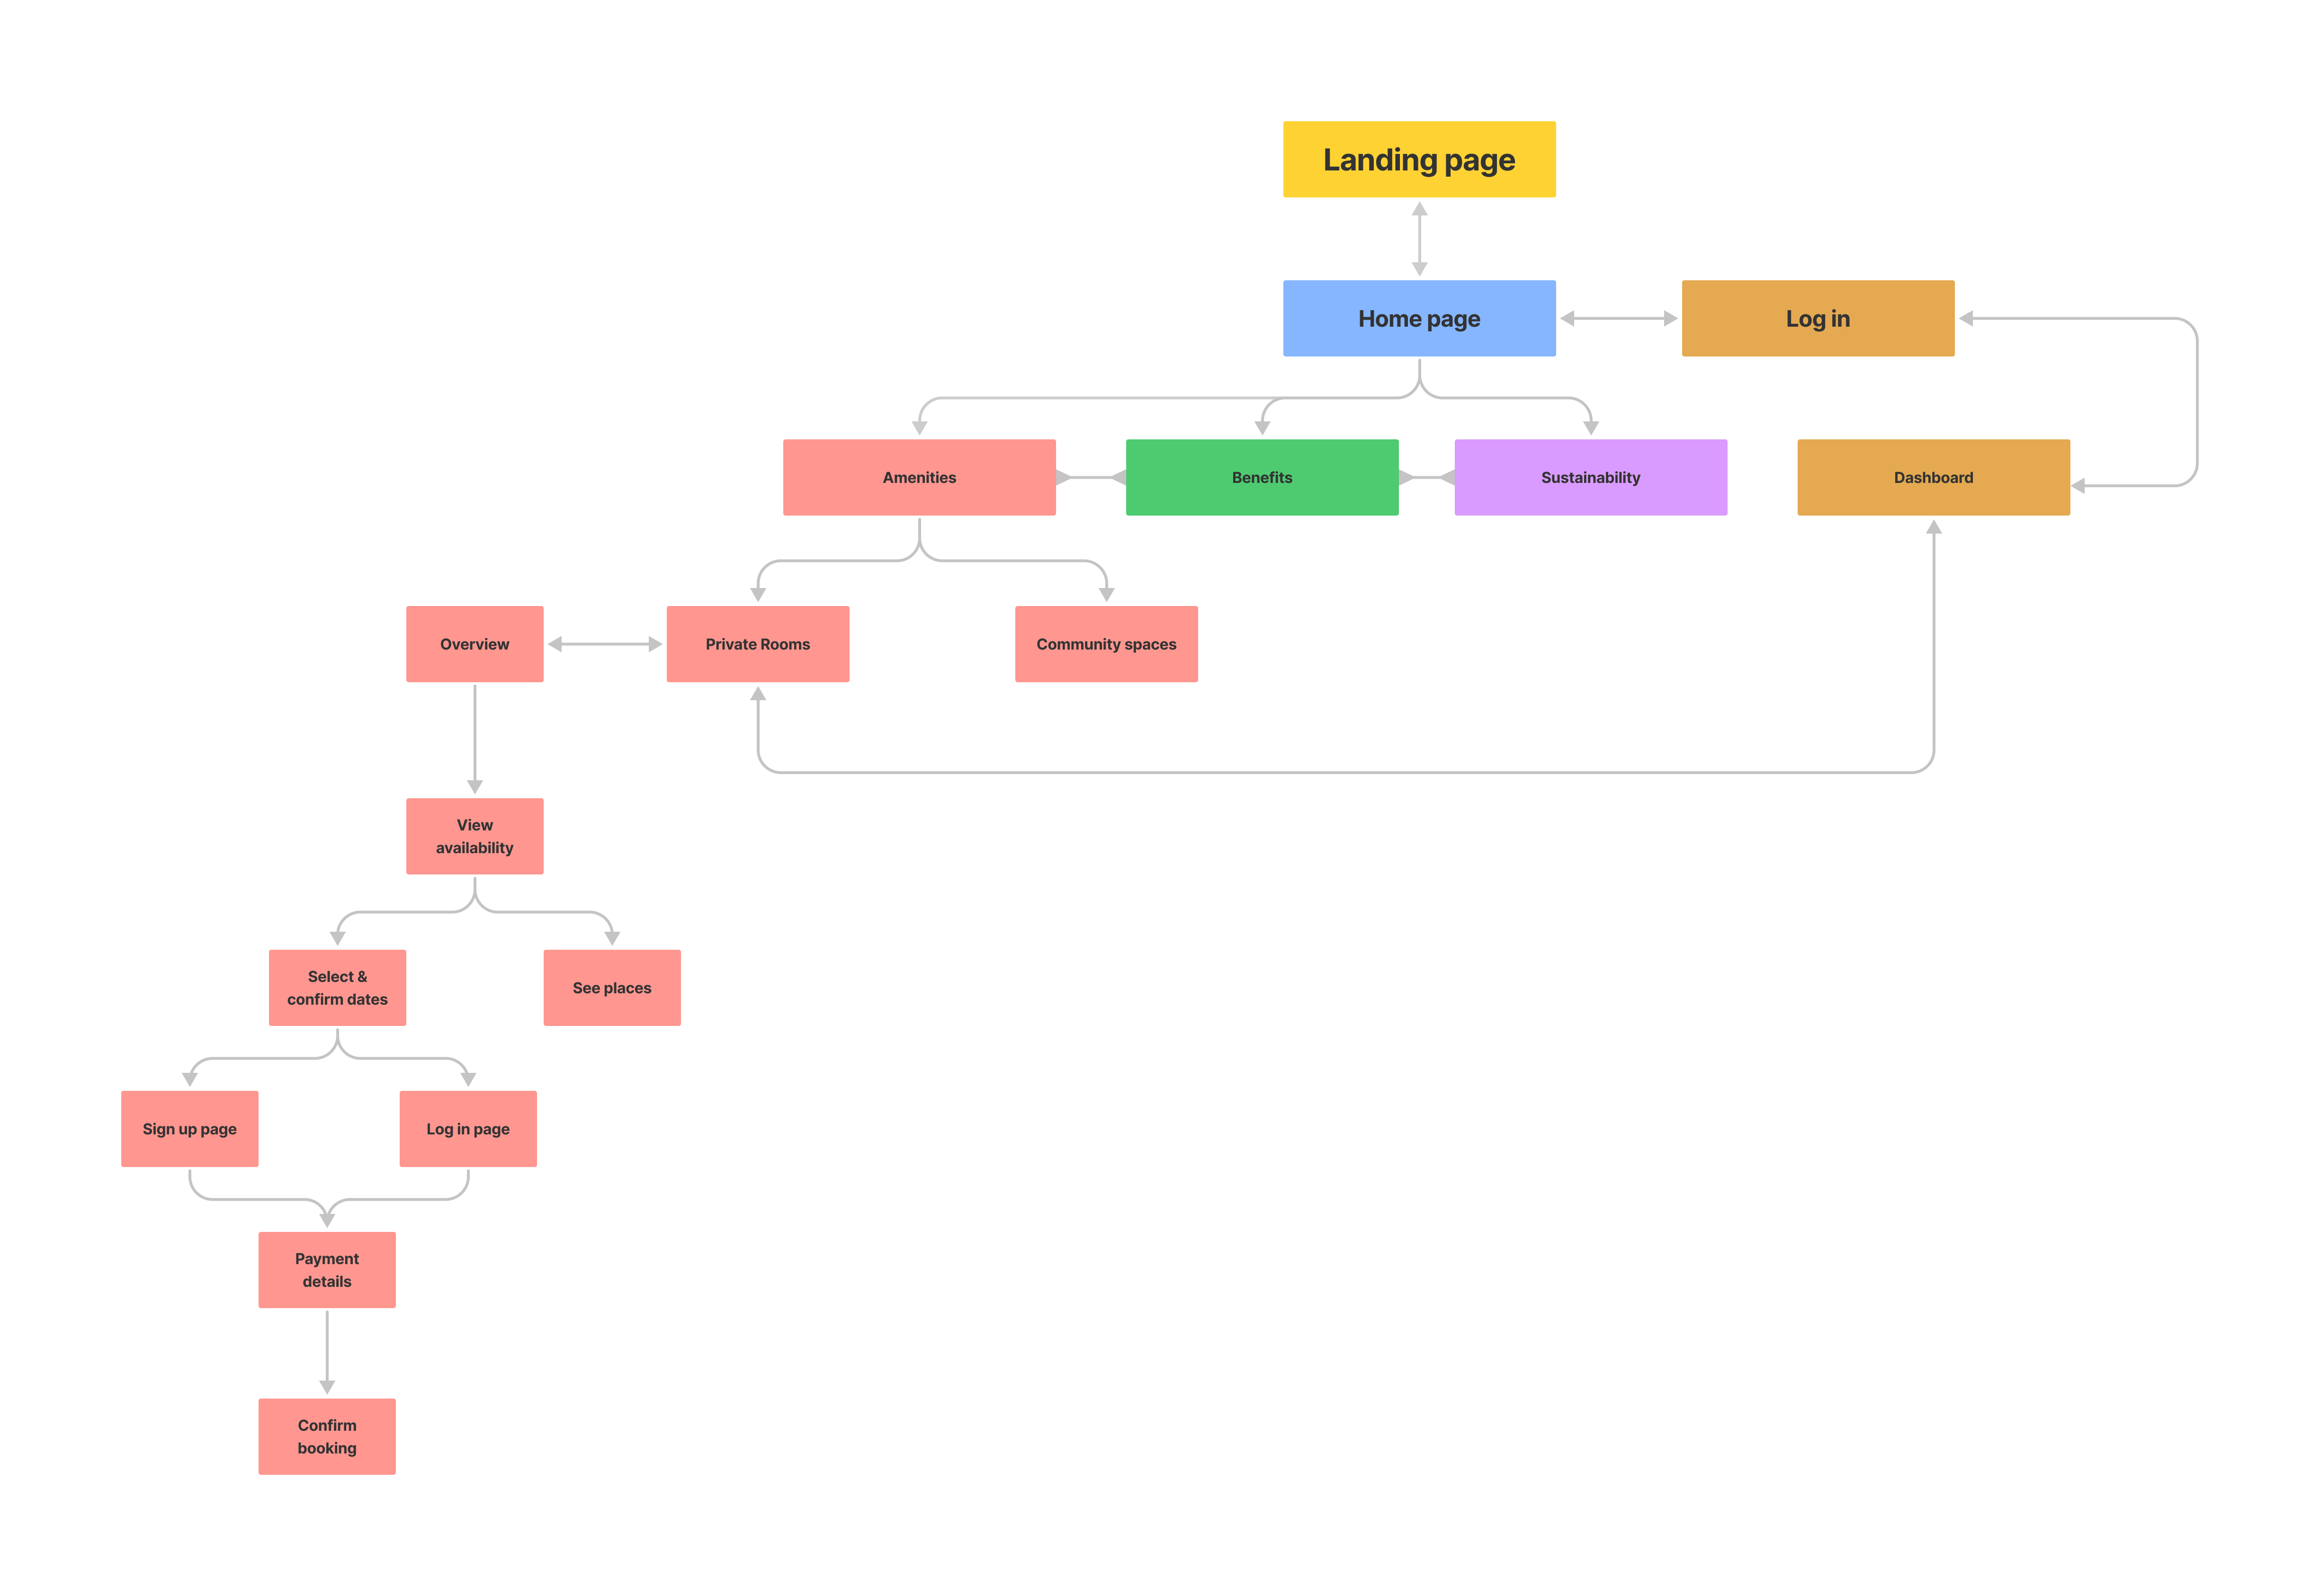 Landing page
Home page
Log in
Amenities
Benefits
Sustainability
Dashboard
Overview
Private Rooms
Community spaces
View
availability
Select &
confirm dates
See places
Sign up page
Log in page
Payment
details
Confirm
booking